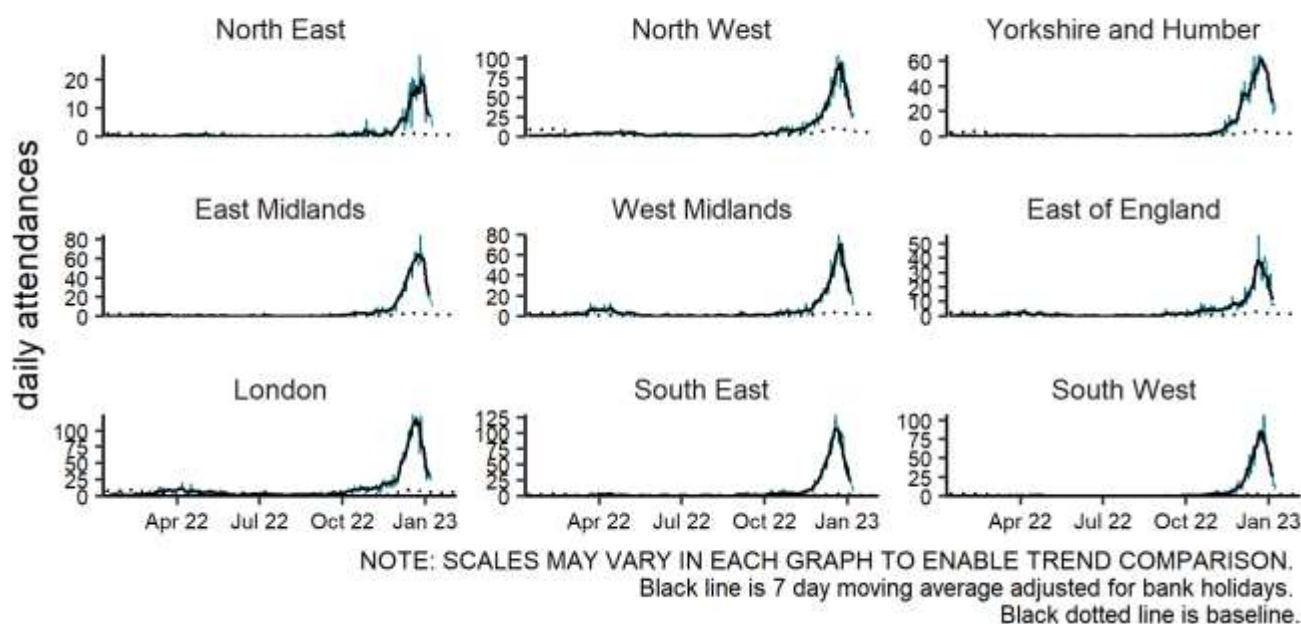 North East
North West
Yorkshire and Humber
20
10
0
100
75
50
25
0
60
40
20
0
East Midlands
West Midlands
East of England
daily attendances
80
60
40
20
0
80
60
40
20
0
50
40
30
20
10
0
London
South East
South West
100
75
50
25
0
125
100
75
50
25
0
100
75
50
25
0
Apr 22 Jul 22 Oct 22 Jan 23
Apr 22 Jul 22 Oct 22 Jan 23
Apr 22 Jul 22 Oct 22 Jan 23
NOTE: SCALES MAY VARY IN EACH GRAPH TO ENABLE TREND COMPARISON.
Black line is 7 day moving average adjusted for bank holidays.
Black dotted line is baseline.